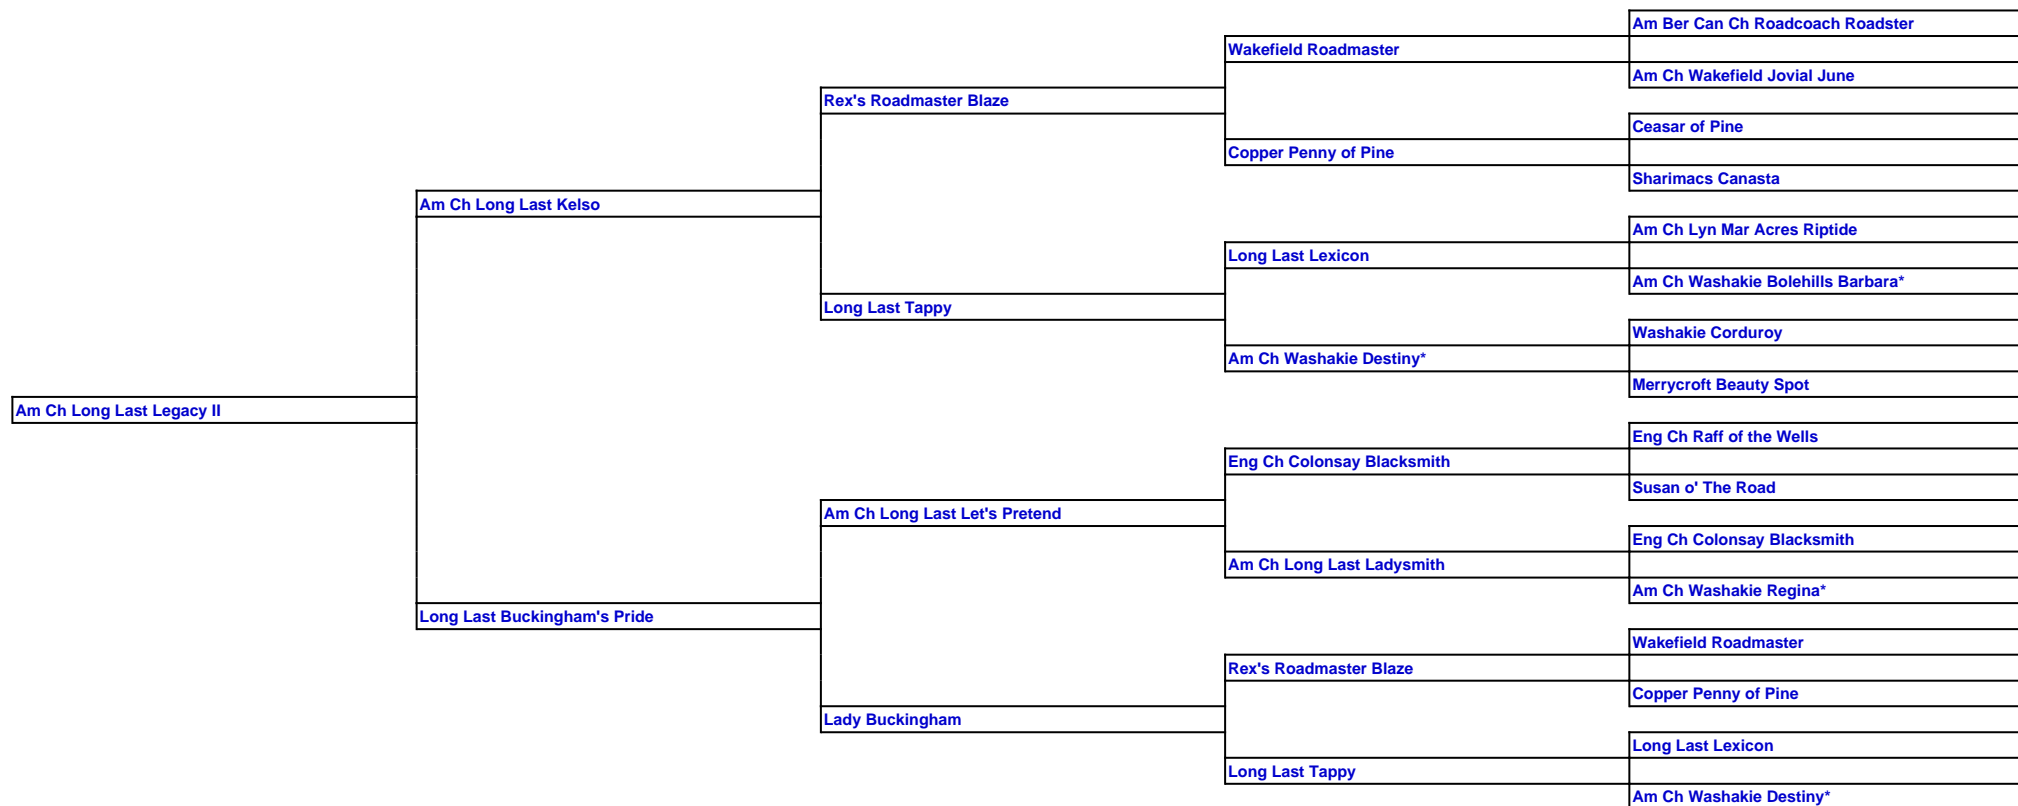 Am Ber Can Ch Roadcoach Roadster
Wakefield Roadmaster
Am Ch Wakefield Jovial June
Rex's Roadmaster Blaze
Ceasar of Pine
Copper Penny of Pine
Sharimacs Canasta
Am Ch Long Last Kelso
Am Ch Lyn Mar Acres Riptide
Long Last Lexicon
Am Ch Washakie Bolehills Barbara*
Long Last Tappy
Washakie Corduroy
Am Ch Washakie Destiny*
Merrycroft Beauty Spot
Am Ch Long Last Legacy II
Eng Ch Raff of the Wells
Eng Ch Colonsay Blacksmith
Susan o' The Road
Am Ch Long Last Let's Pretend
Eng Ch Colonsay Blacksmith
Am Ch Long Last Ladysmith
Am Ch Washakie Regina*
Long Last Buckingham's Pride
Wakefield Roadmaster
Rex's Roadmaster Blaze
Copper Penny of Pine
Lady Buckingham
Long Last Lexicon
Long Last Tappy
Am Ch Washakie Destiny*